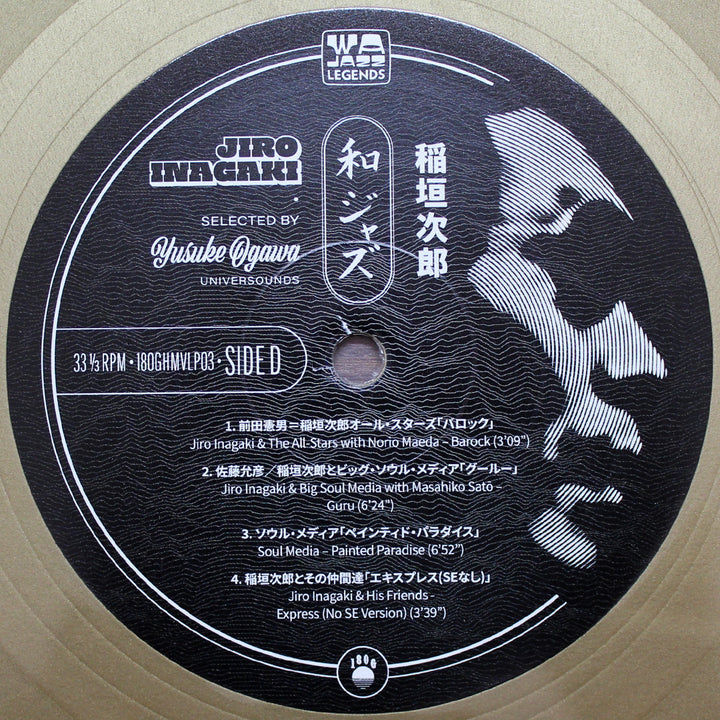 WA
JAZZ
LEGENDS
JIRO
INAGAKI
SELECTED BY
Yusuke Ogawa
UNIVERSOUNDS
和ジャズ
稲垣次郎
33 ⅓ RPM • 180GHMVLP03 • SIDE D
1. 前田憲男=稲垣次郎オール・スターズ「バロック」
Jiro Inagaki & The All-Stars with Norio Maeda – Barock (3'09")
2. 佐藤允彦／稲垣次郎とビッグ・ソウル・メディア「グールー」
Jiro Inagaki & Big Soul Media with Masahiko Satō –
Guru (6'24")
3. ソウル・メディア「ペインティド・パラダイス」
Soul Media – Painted Paradise (6'52")
4. 稲垣次郎とその仲間達「エキスプレス(SEなし)」
Jiro Inagaki & His Friends -
Express (No SE Version) (3'39")
180G